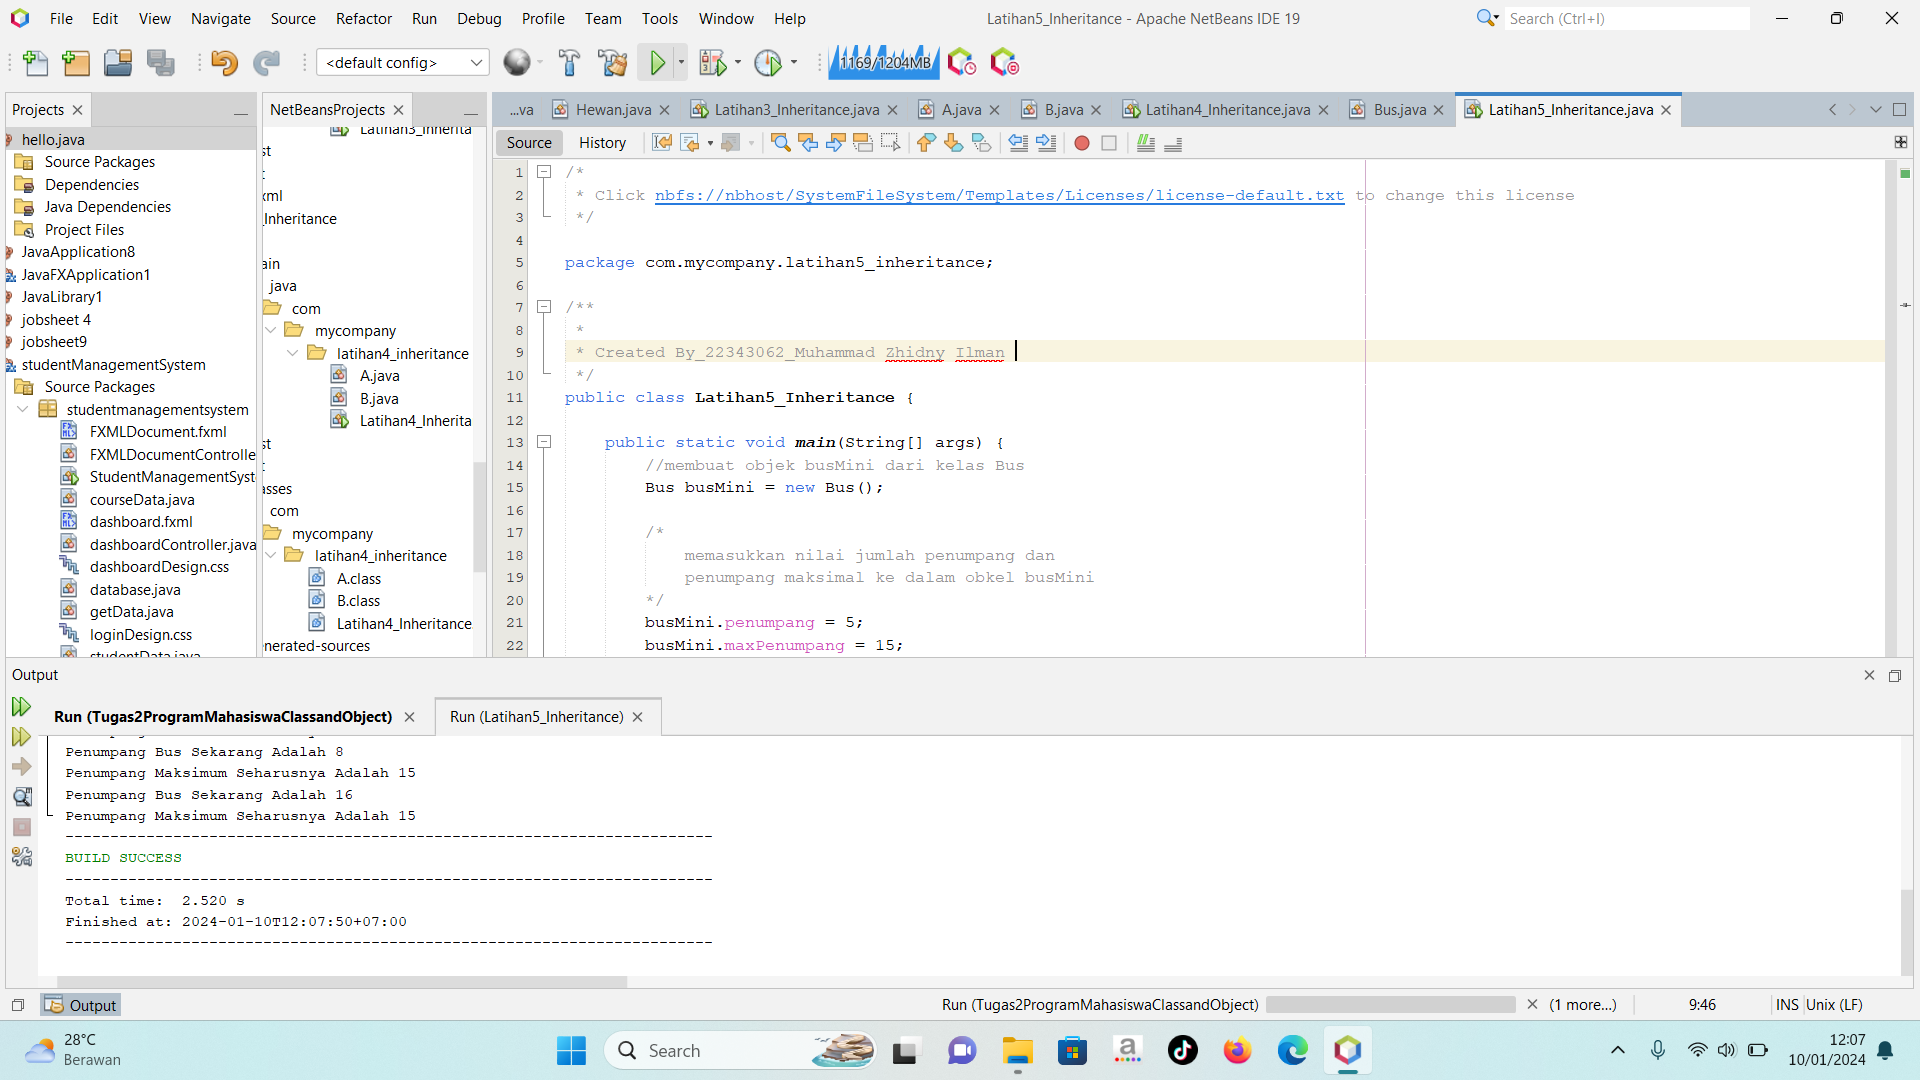 File Edit View Navigate Source Refactor Run Debug Profile Team Tools Window Help
Latihan5_Inheritance - Apache NetBeans IDE 19
Search (Ctrl+I)
<default config>
1169/1204MB
Projects
hello.java
Source Packages
Dependencies
Java Dependencies
Project Files
JavaApplication8
JavaFXApplication1
JavaLibrary1
jobsheet 4
jobsheet9
studentManagementSystem
Source Packages
studentmanagementsystem
FXMLDocument.fxml
FXMLDocumentControlle
StudentManagementSyst
courseData.java
dashboard.fxml
dashboardController.java
dashboardDesign.css
database.java
getData.java
loginDesign.css
studentData.java
NetBeansProjects
Latihan3_Inherita
st
xml
_Inheritance
ain
java
com
mycompany
latihan4_inheritance
A.java
B.java
Latihan4_Inherita
st
asses
com
mycompany
latihan4_inheritance
A.class
B.class
Latihan4_Inheritance
enerated-sources
...va Hewan.java Latihan3_Inheritance.java A.java B.java Latihan4_Inheritance.java Bus.java Latihan5_Inheritance.java
Source History
1 /*
2 * Click nbfs://nbhost/SystemFileSystem/Templates/Licenses/license-default.txt to change this license
3 */
4
5 package com.mycompany.latihan5_inheritance;
6
7 /**
8 *
9 * Created By_22343062_Muhammad Zhidny Ilman
10 */
11 public class Latihan5_Inheritance {
12
13 public static void main(String[] args) {
14 //membuat objek busMini dari kelas Bus
15 Bus busMini = new Bus();
16
17 /*
18 memasukkan nilai jumlah penumpang dan
19 penumpang maksimal ke dalam obkel busMini
20 */
21 busMini.penumpang = 5;
22 busMini.maxPenumpang = 15;
Output
Run (Tugas2ProgramMahasiswaClassandObject) Run (Latihan5_Inheritance)
Penumpang Bus Sekarang Adalah 8
Penumpang Maksimum Seharusnya Adalah 15
Penumpang Bus Sekarang Adalah 16
Penumpang Maksimum Seharusnya Adalah 15
------------------------------------------------------------------------
BUILD SUCCESS
------------------------------------------------------------------------
Total time: 2.520 s
Finished at: 2024-01-10T12:07:50+07:00
------------------------------------------------------------------------
Output
Run (Tugas2ProgramMahasiswaClassandObject) (1 more...) 9:46 INS Unix (LF)
28°C
Berawan
Search
12:07
10/01/2024